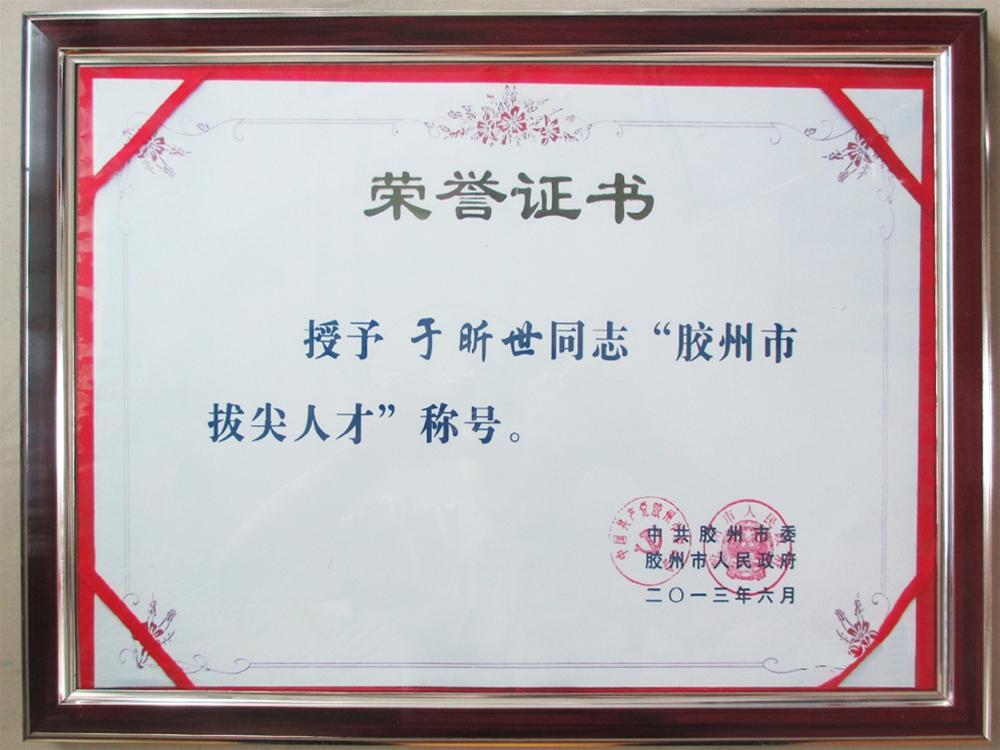 荣誉证书
授予 于昕世同志“胶州市
拔尖人才”称号。
中共胶州市委
胶州市人民政府
二〇一三年六月